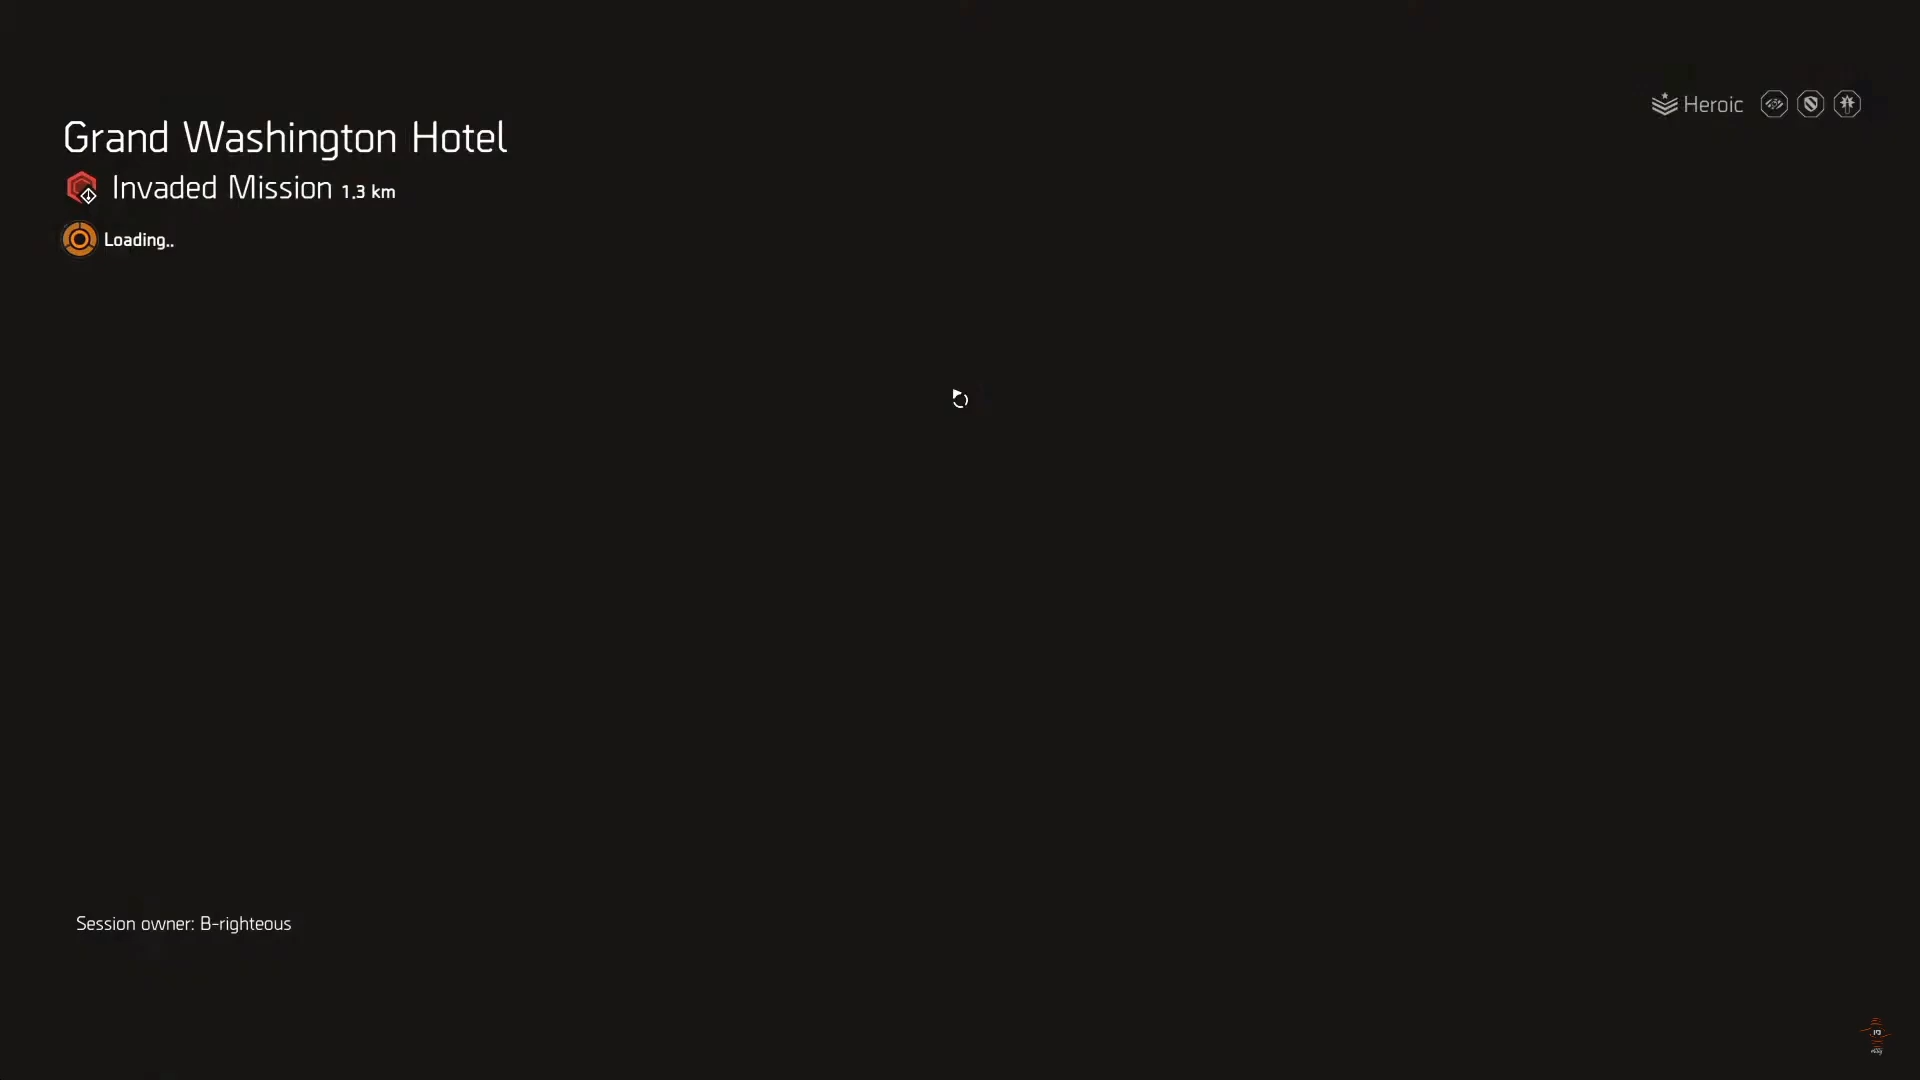 Heroic
Grand Washington Hotel
Invaded Mission 1.3 km
Loading..
Session owner: B-righteous